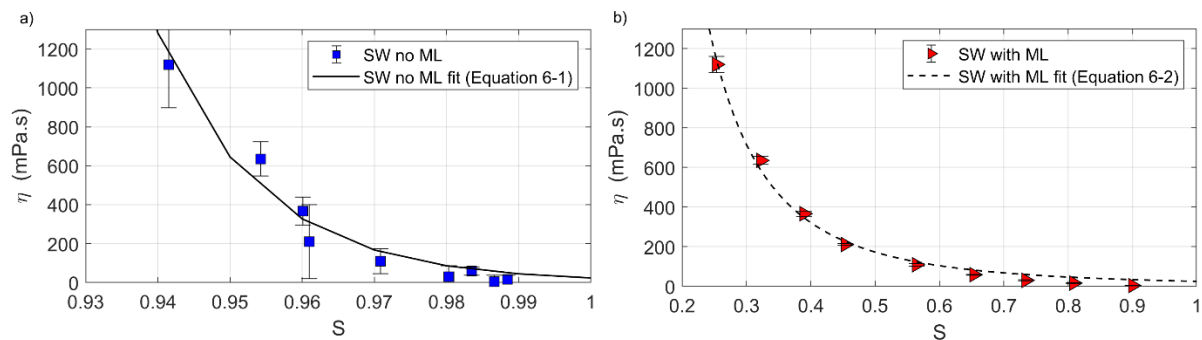 a)
SW no ML
SW no ML fit (Equation 6-1)
1200
1000
800
600
400
200
0
η (mPa.s)
0.93 0.94 0.95 0.96 0.97 0.98 0.99 1
S
b)
SW with ML
SW with ML fit (Equation 6-2)
1200
1000
800
600
400
200
0
η (mPa.s)
0.2 0.3 0.4 0.5 0.6 0.7 0.8 0.9 1
S